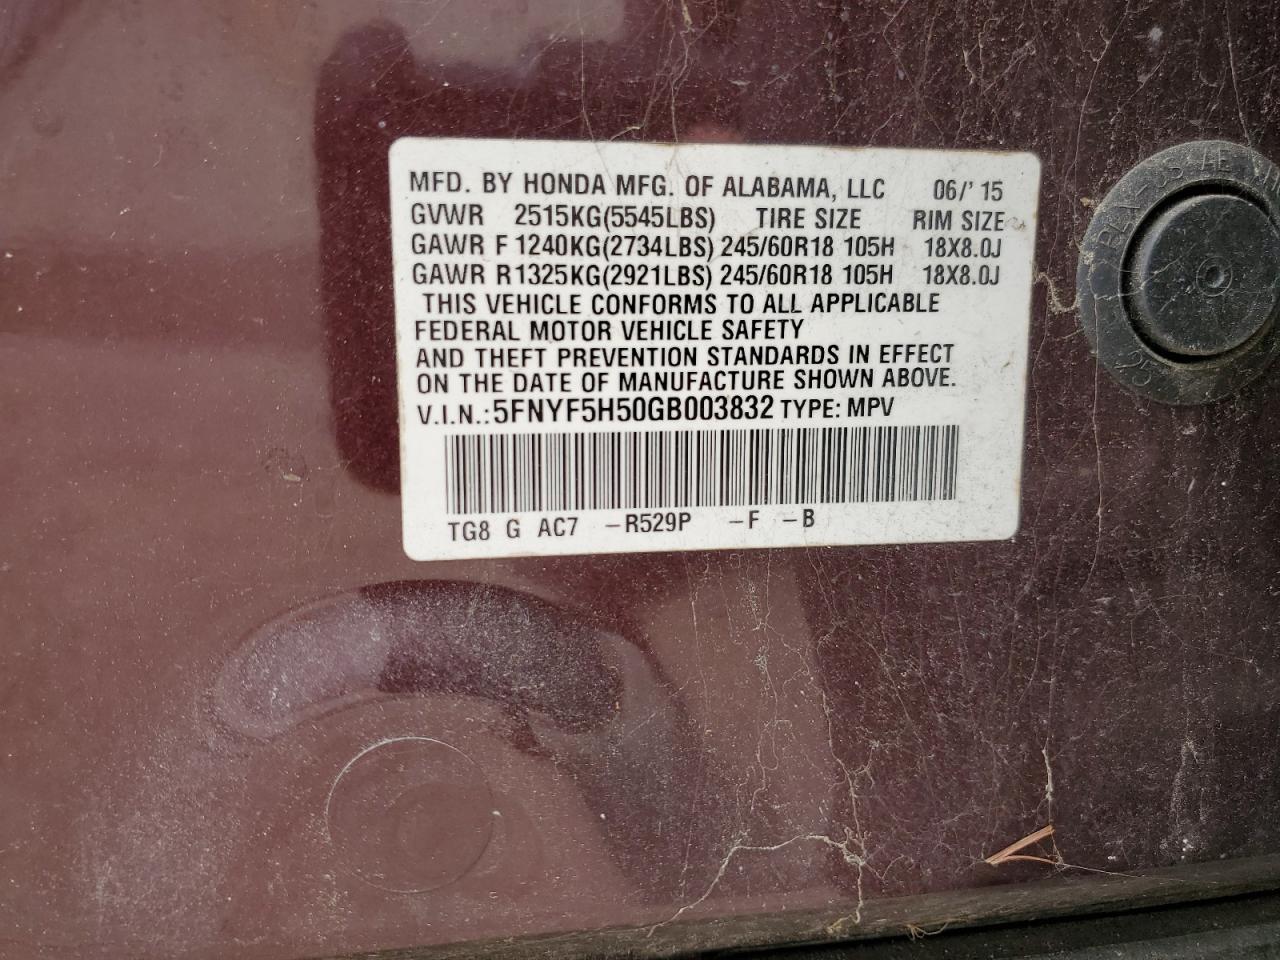 MFD. BY HONDA MFG. OF ALABAMA, LLC 06/'15
GVWR 2515KG(5545LBS) TIRE SIZE RIM SIZE
GAWR F 1240KG(2734LBS) 245/60R18 105H 18X8.0J
GAWR R1325KG(2921LBS) 245/60R18 105H 18X8.0J
THIS VEHICLE CONFORMS TO ALL APPLICABLE
FEDERAL MOTOR VEHICLE SAFETY
AND THEFT PREVENTION STANDARDS IN EFFECT
ON THE DATE OF MANUFACTURE SHOWN ABOVE.
V.I.N.: 5FNYF5H50GB003832 TYPE: MPV
TG8 G AC7 -R529P -F -B